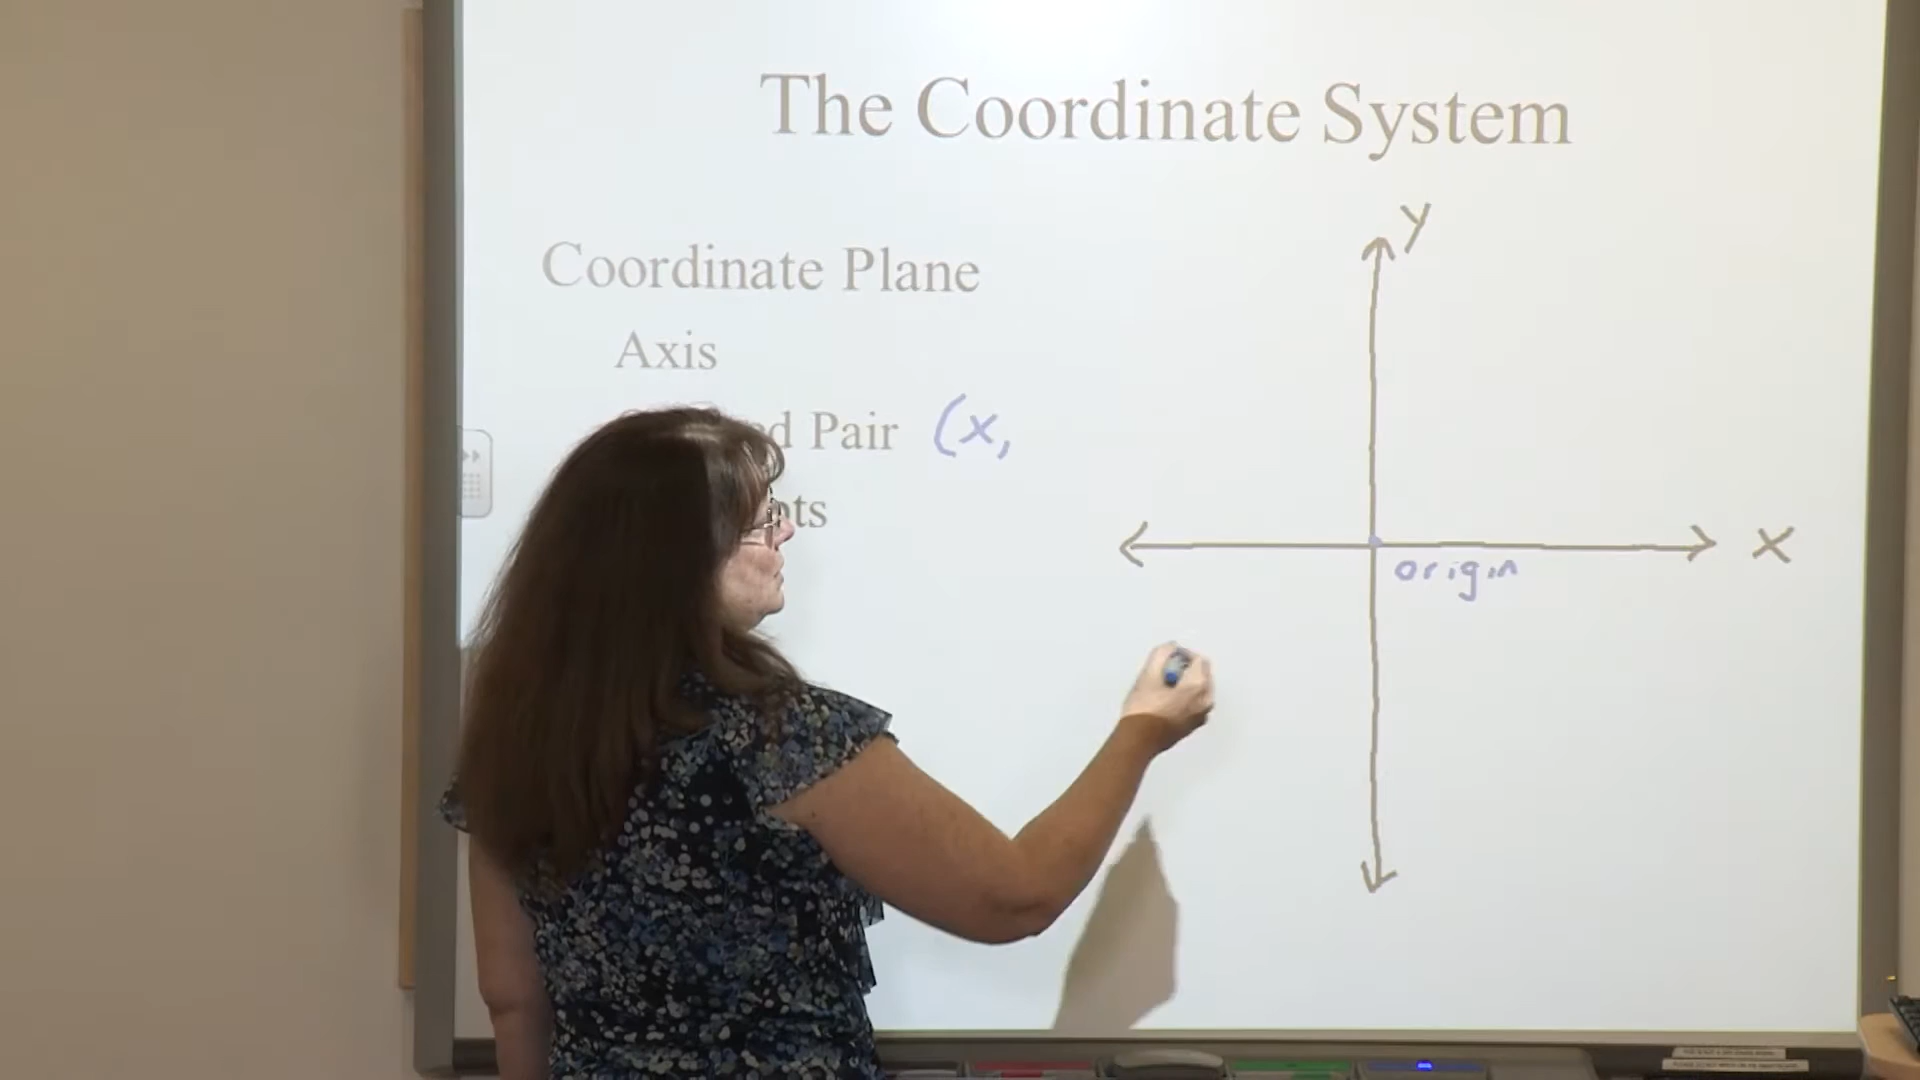 The Coordinate System
y
Coordinate Plane
Axis
Pair (x,
x
origin